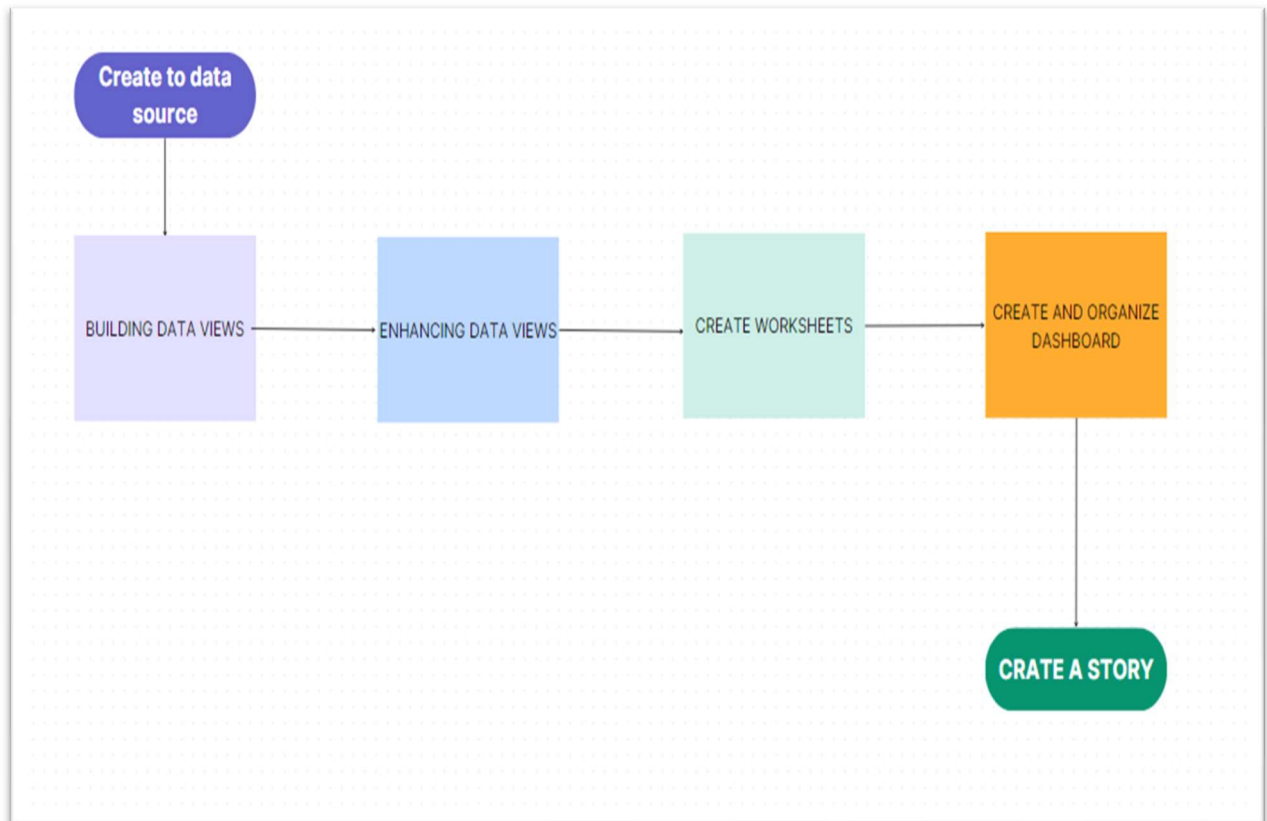 Create to data
source
BUILDING DATA VIEWS
ENHANCING DATA VIEWS
CREATE WORKSHEETS
CREATE AND ORGANIZE
DASHBOARD
CRATE A STORY